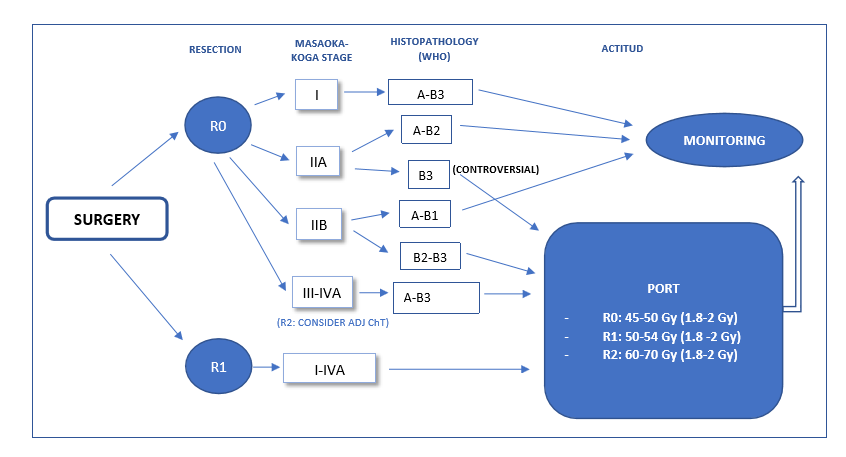 RESECTION
MASAOKA-
KOGA STAGE
HISTOPATHOLOGY
(WHO)
ACTITUD
SURGERY
R0
I
A-B3
MONITORING
IIA
A-B2
B3
(CONTROVERSIAL)
IIB
A-B1
B2-B3
III-IVA
A-B3
(R2: CONSIDER ADJ ChT)
R1
I-IVA
PORT
- R0: 45-50 Gy (1.8-2 Gy)
- R1: 50-54 Gy (1.8 -2 Gy)
- R2: 60-70 Gy (1.8-2 Gy)